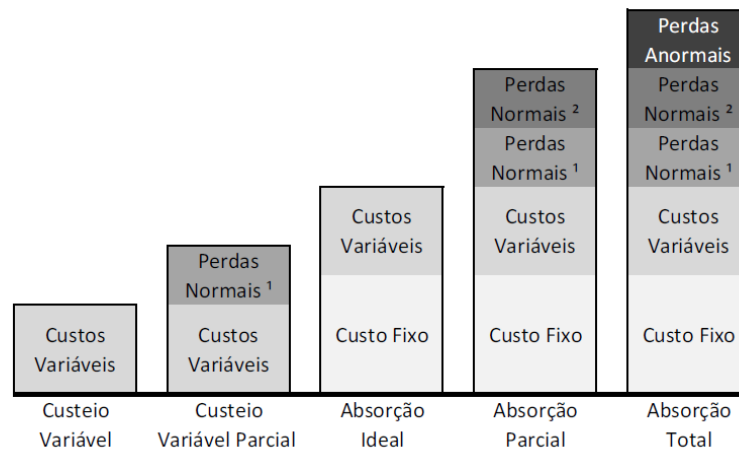 Custos
Variáveis
Custeio
Variável
Perdas
Normais ¹
Custos
Variáveis
Custeio
Variável Parcial
Custos
Variáveis
Custo Fixo
Absorção
Ideal
Perdas
Normais ²
Perdas
Normais ¹
Custos
Variáveis
Custo Fixo
Absorção
Parcial
Perdas
Anormais
Perdas
Normais ²
Perdas
Normais ¹
Custos
Variáveis
Custo Fixo
Absorção
Total